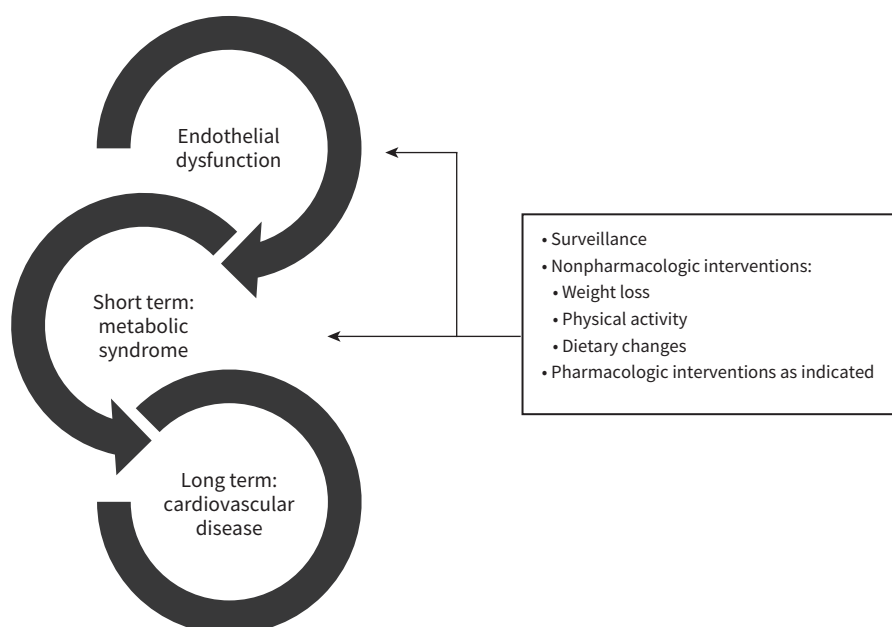 Endothelial
dysfunction
Short term:
metabolic
syndrome
Long term:
cardiovascular
disease
• Surveillance
• Nonpharmacologic interventions:
• Weight loss
• Physical activity
• Dietary changes
• Pharmacologic interventions as indicated